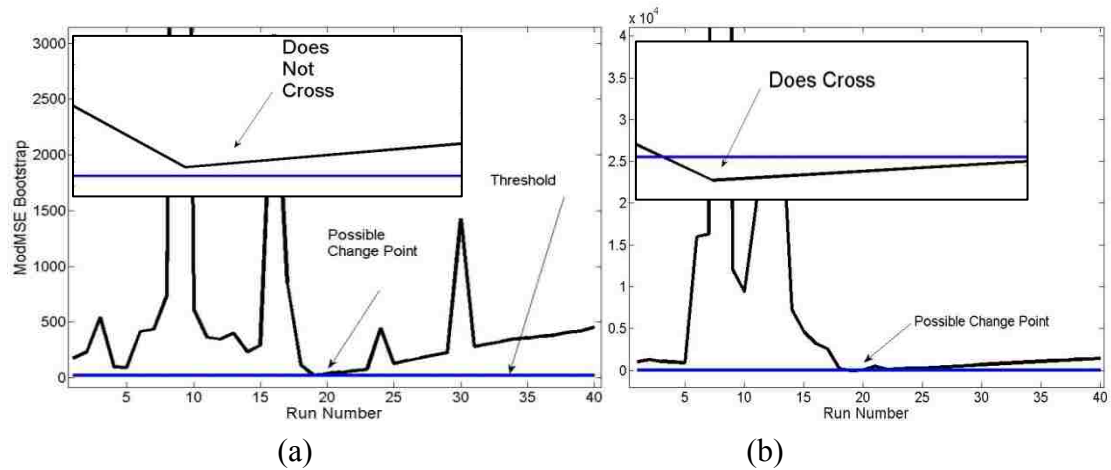 3000
2500
2000
1500
1000
500
0
ModMSE Bootstrap
Does
Not
Cross
Threshold
Possible
Change Point
5 10 15 20 25 30 35 40
Run Number
(a)
x 10⁴
4
3.5
3
2.5
2
1.5
1
0.5
0
Does Cross
Possible Change Point
5 10 15 20 25 30 35 40
Run Number
(b)